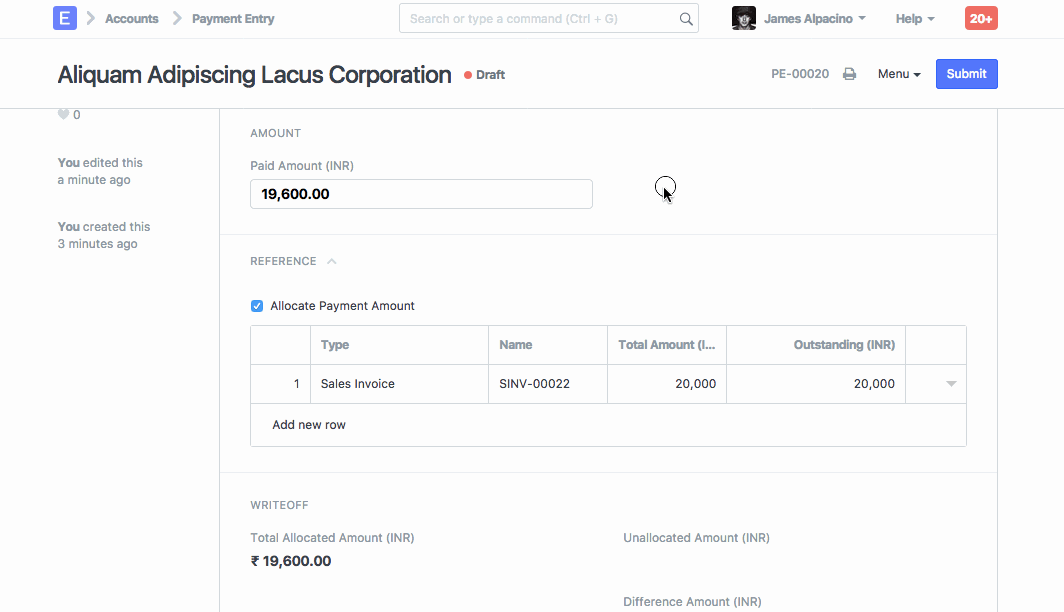 E Accounts Payment Entry Search or type a command (Ctrl + G) James Alpacino Help 20+
Aliquam Adipiscing Lacus Corporation Draft PE-00020 Menu Submit
0
You edited this
a minute ago
You created this
3 minutes ago
AMOUNT
Paid Amount (INR)
19,600.00
REFERENCE
Allocate Payment Amount
Type Name Total Amount (I... Outstanding (INR)
1 Sales Invoice SINV-00022 20,000 20,000
Add new row
WRITEOFF
Total Allocated Amount (INR) Unallocated Amount (INR)
₹ 19,600.00
Difference Amount (INR)